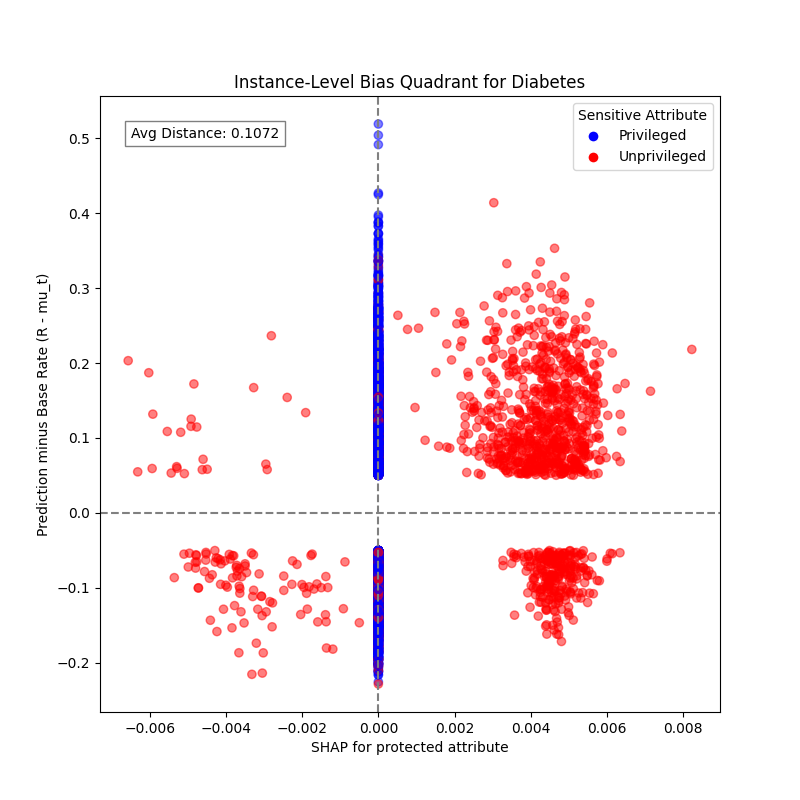 Instance-Level Bias Quadrant for Diabetes
Avg Distance: 0.1072
Sensitive Attribute
Privileged
Unprivileged
Prediction minus Base Rate (R - mu_t)
0.5
0.4
0.3
0.2
0.1
0.0
−0.1
−0.2
−0.006 −0.004 −0.002 0.000 0.002 0.004 0.006 0.008
SHAP for protected attribute